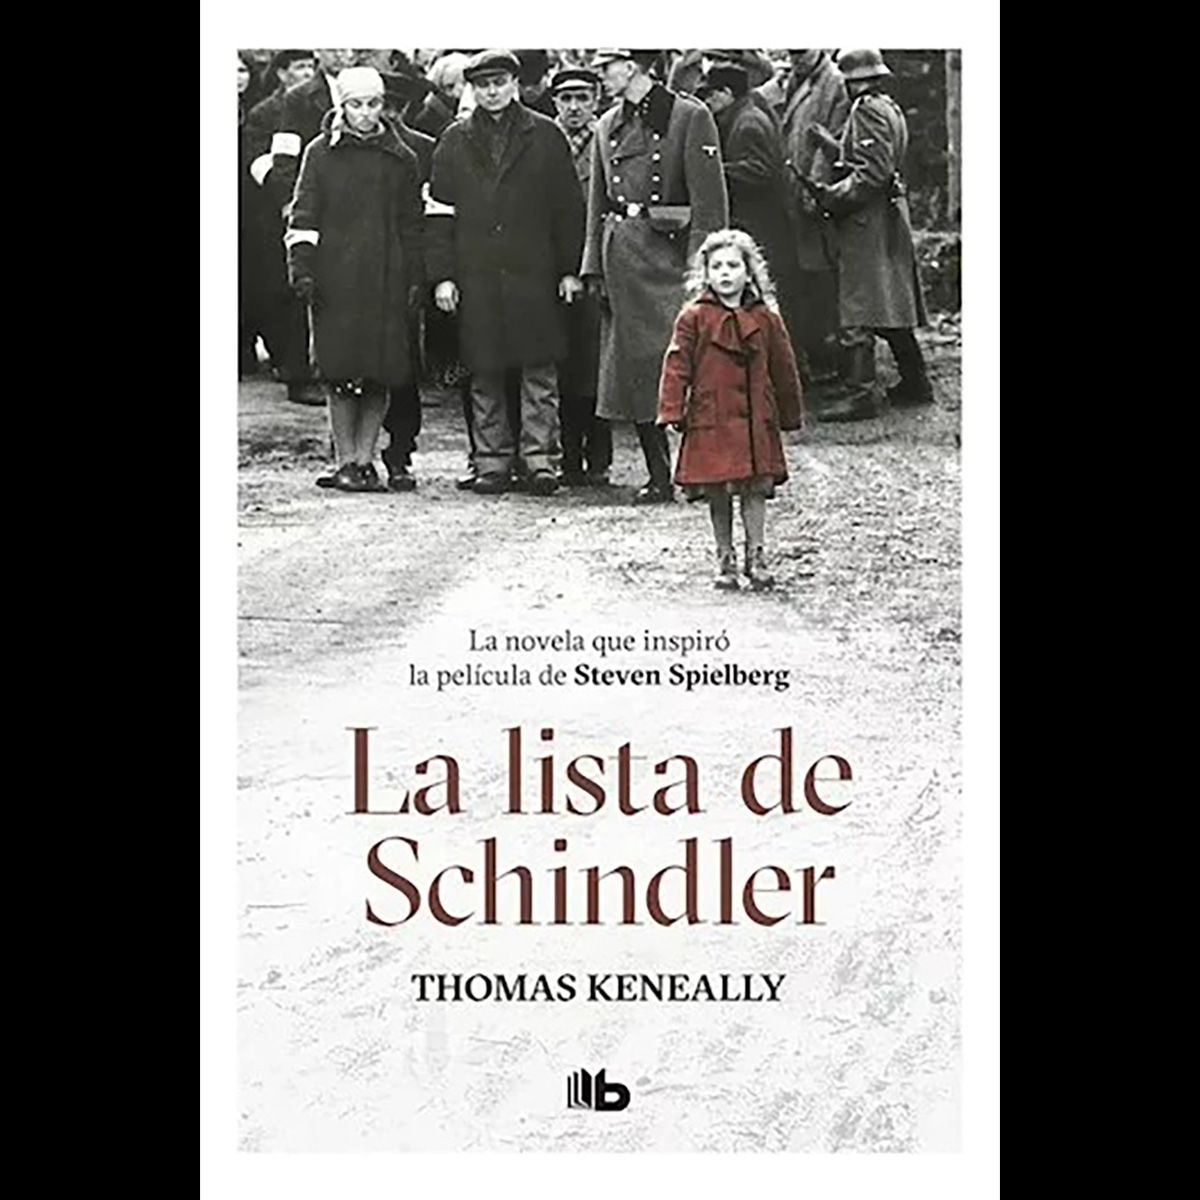 La novela que inspiró
la película de Steven Spielberg
La lista de
Schindler
THOMAS KENEALLY
b